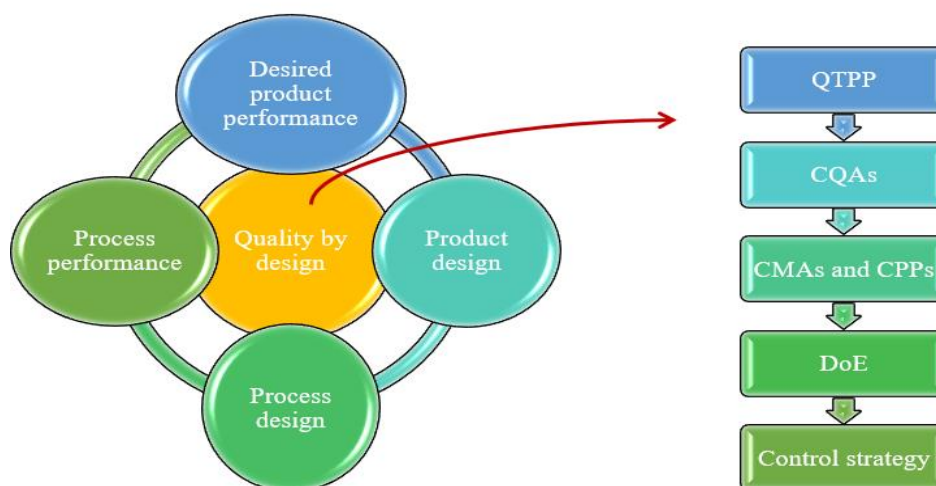 Desired
product
performance
Process
performance
Quality by
design
Product
design
Process
design
QTPP
CQAs
CMAs and CPPs
DoE
Control strategy